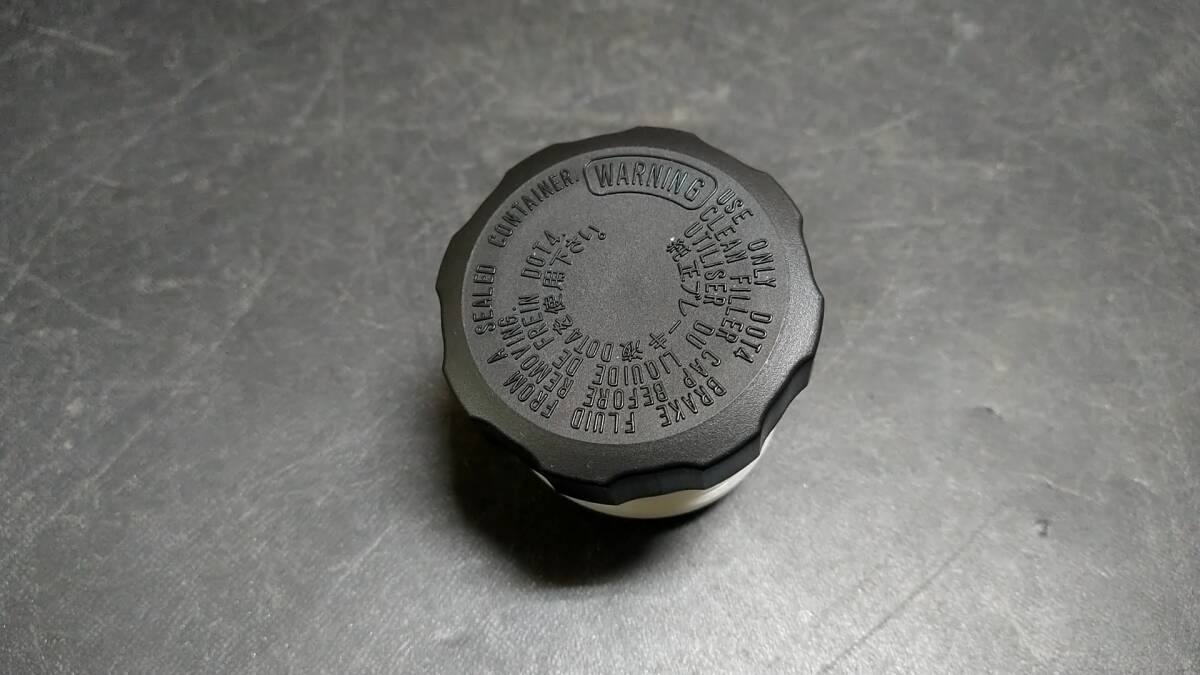 WARNING
USE ONLY DOT4 BRAKE FLUID FROM A SEALED CONTAINER.
CLEAN FILLER CAP BEFORE REMOVING.
UTILISER DU LIQUIDE DE FREIN DOT4.
純正ブレーキ液DOT4を使用下さい。